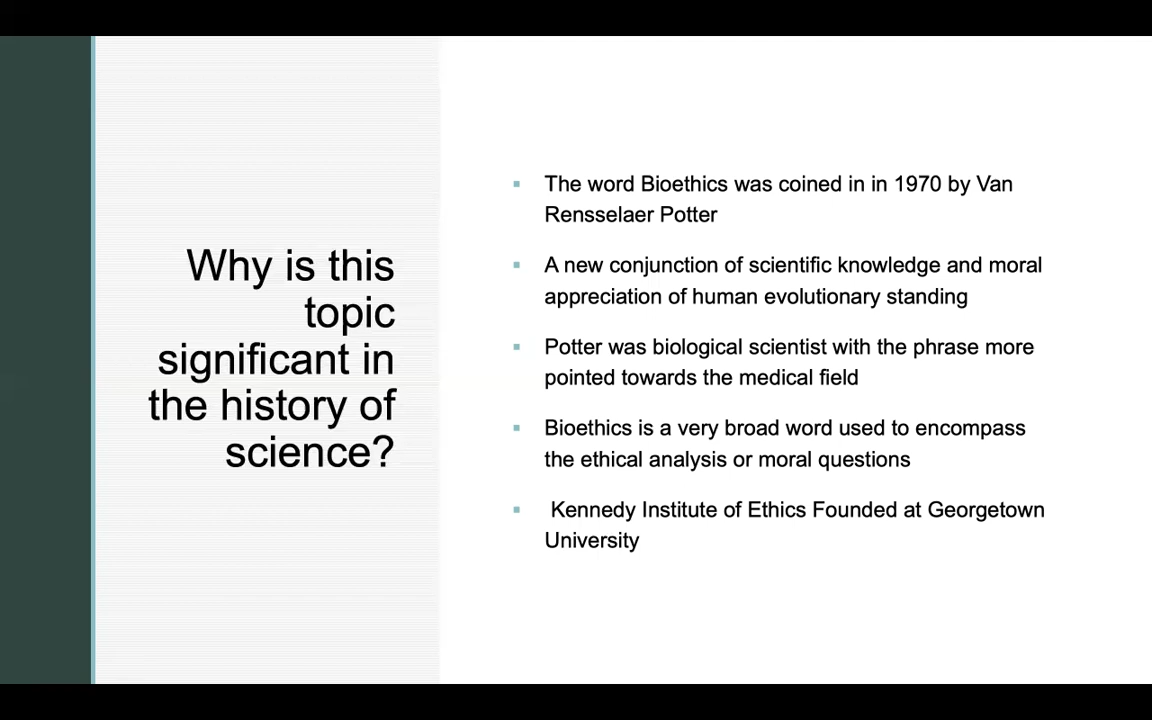 Why is this
topic
significant in
the history of
science?
The word Bioethics was coined in in 1970 by Van
Rensselaer Potter
A new conjunction of scientific knowledge and moral
appreciation of human evolutionary standing
Potter was biological scientist with the phrase more
pointed towards the medical field
Bioethics is a very broad word used to encompass
the ethical analysis or moral questions
Kennedy Institute of Ethics Founded at Georgetown
University